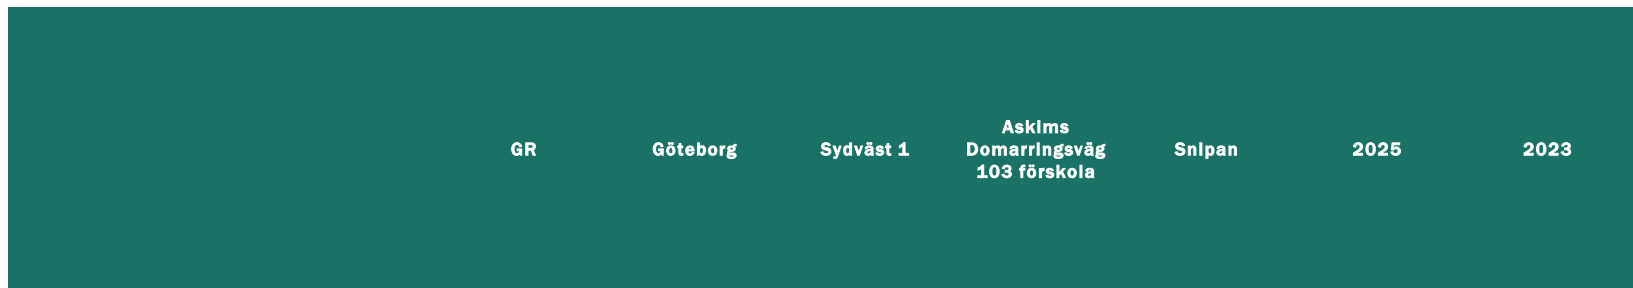 GR
Göteborg
Sydväst 1
Askims
Domarringsväg
103 förskola
Snipan
2025
2023